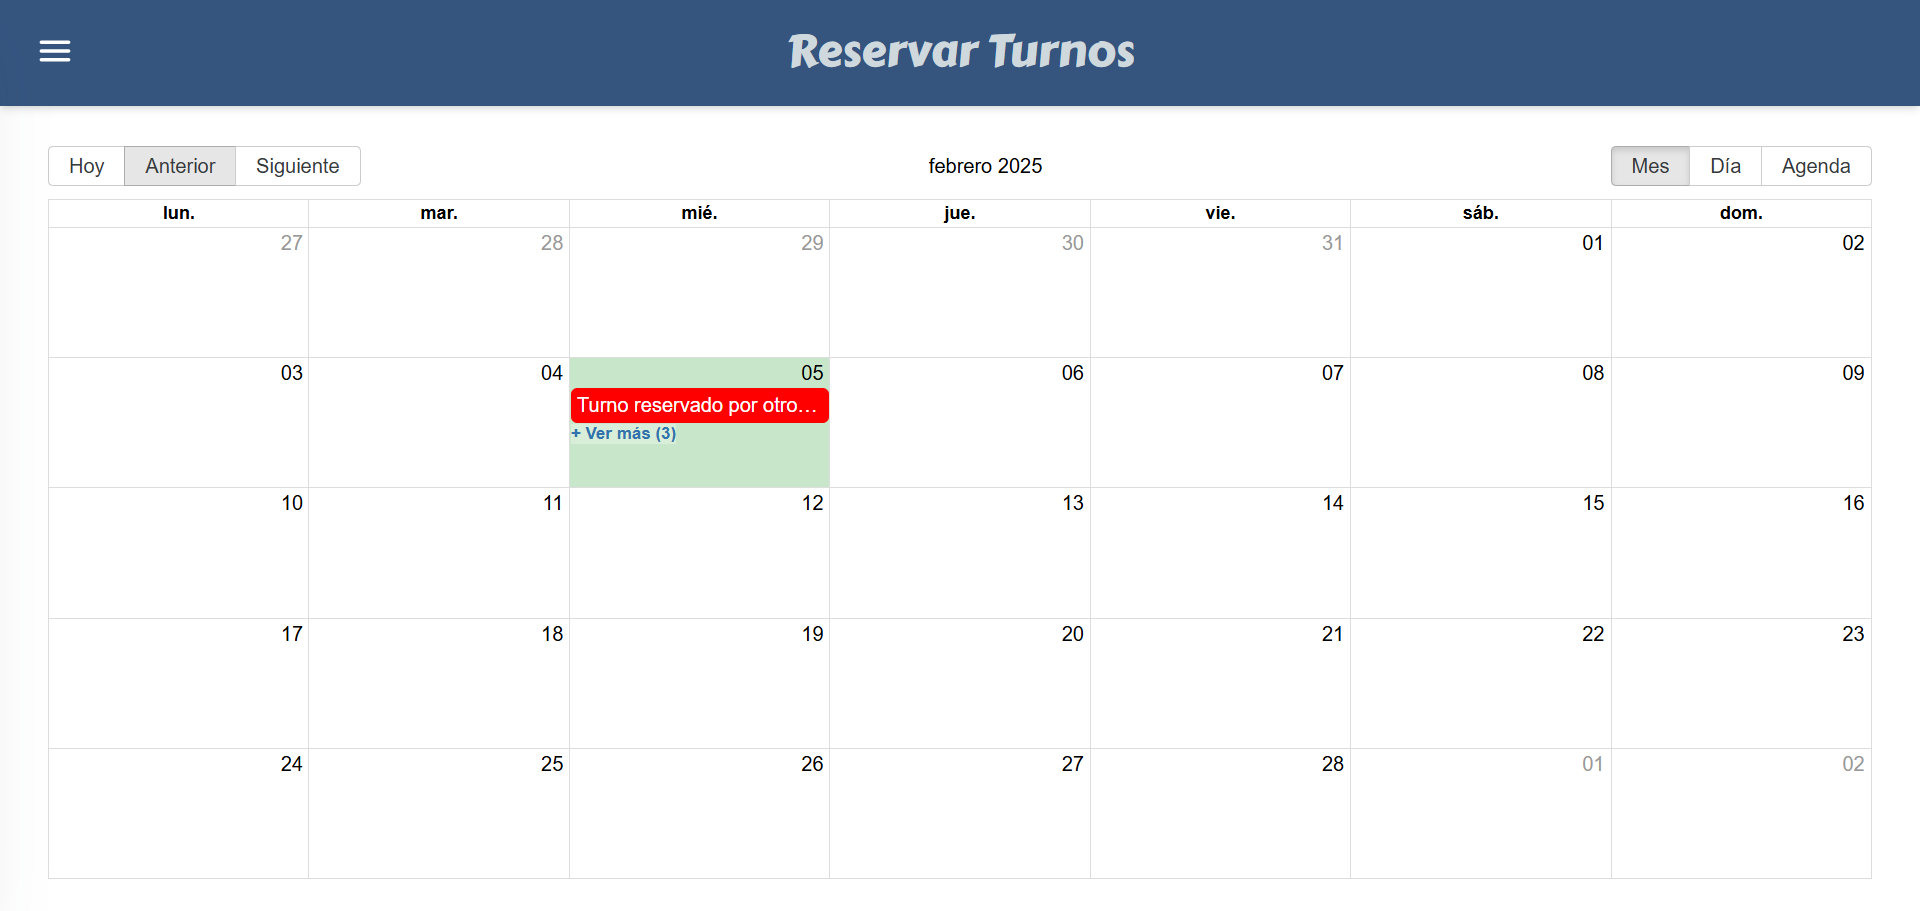 Reservar Turnos
Hoy Anterior Siguiente febrero 2025 Mes Día Agenda
lun. mar. mié. jue. vie. sáb. dom.
27 28 29 30 31 01 02
03 04 05 06 07 08 09
Turno reservado por otro…
+ Ver más (3)
10 11 12 13 14 15 16
17 18 19 20 21 22 23
24 25 26 27 28 01 02